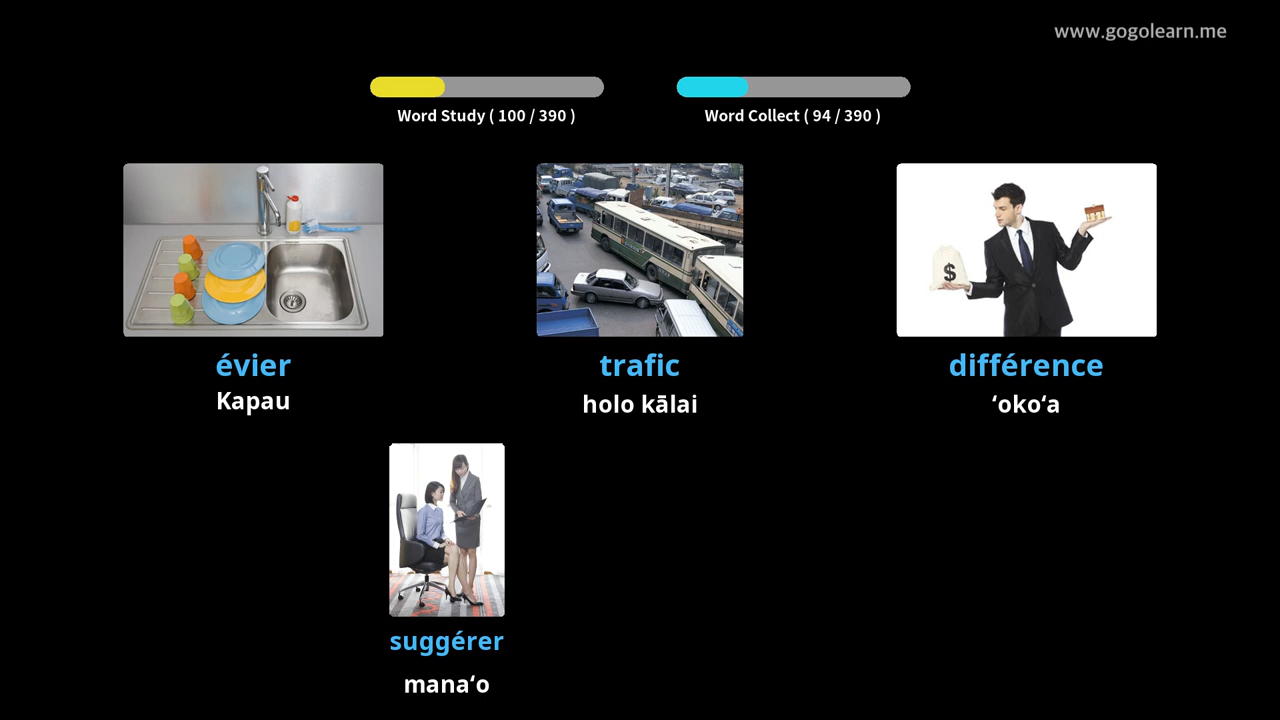 www.gogolearn.me
Word Study ( 100 / 390 )
Word Collect ( 94 / 390 )
évier
Kapau
trafic
holo kālai
différence
ʻokoʻa
suggérer
manaʻo